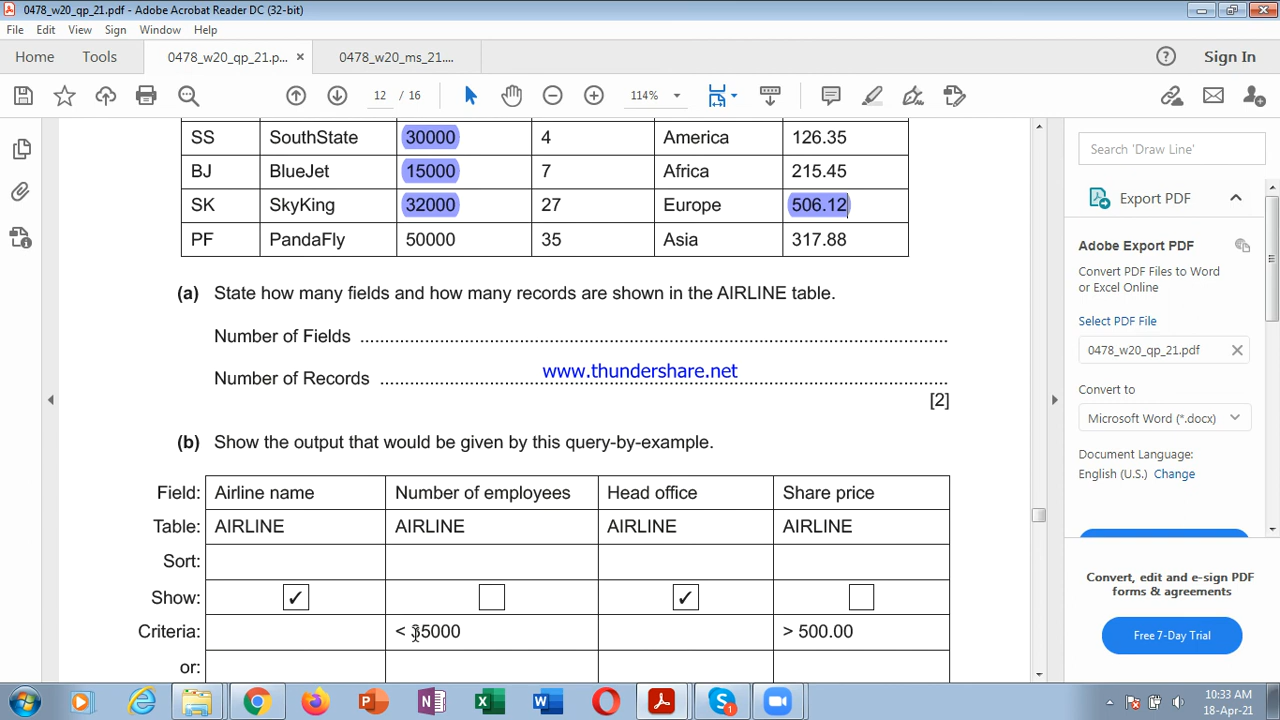 0478_w20_qp_21.pdf - Adobe Acrobat Reader DC (32-bit)
File Edit View Sign Window Help
Home Tools 0478_w20_qp_21.p... × 0478_w20_ms_21.... Sign In
12 / 16 114%
SS SouthState 30000 4 America 126.35
BJ BlueJet 15000 7 Africa 215.45
SK SkyKing 32000 27 Europe 506.12
PF PandaFly 50000 35 Asia 317.88
(a) State how many fields and how many records are shown in the AIRLINE table.
Number of Fields ....................................................................................................
Number of Records ....................................................................................................
www.thundershare.net
[2]
(b) Show the output that would be given by this query-by-example.
Field: Airline name Number of employees Head office Share price
Table: AIRLINE AIRLINE AIRLINE AIRLINE
Sort:
Show: ✓ ✓
Criteria: < 35000 > 500.00
or:
Search 'Draw Line'
Export PDF
Adobe Export PDF
Convert PDF Files to Word
or Excel Online
Select PDF File
0478_w20_qp_21.pdf
Convert to
Microsoft Word (*.docx)
Document Language:
English (U.S.) Change
Convert, edit and e-sign PDF
forms & agreements
Free 7-Day Trial
10:33 AM
18-Apr-21